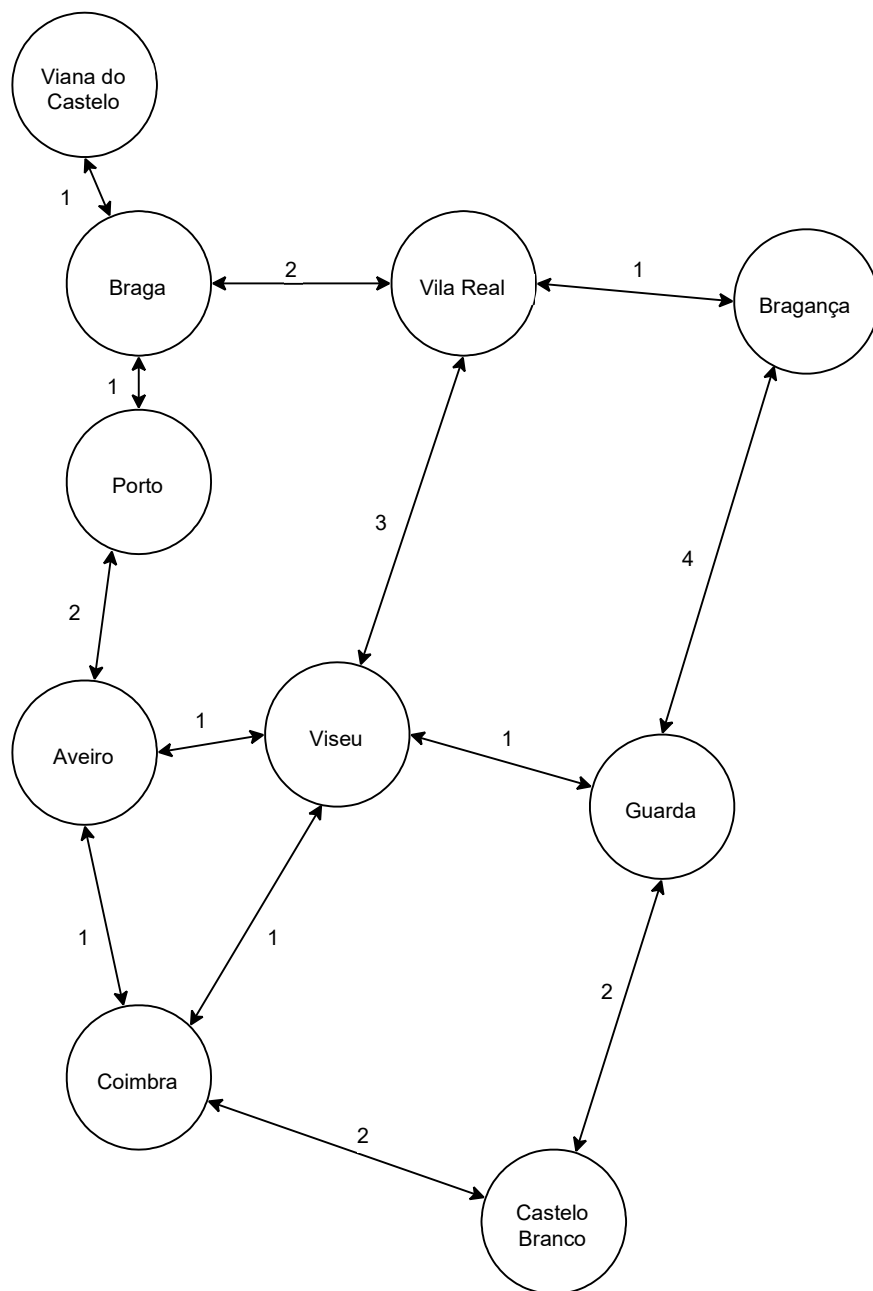 Viana do
Castelo
1
Braga
2
Vila Real
1
Bragança
1
Porto
3
4
2
Aveiro
1
Viseu
1
Guarda
1
1
2
Coimbra
2
Castelo
Branco